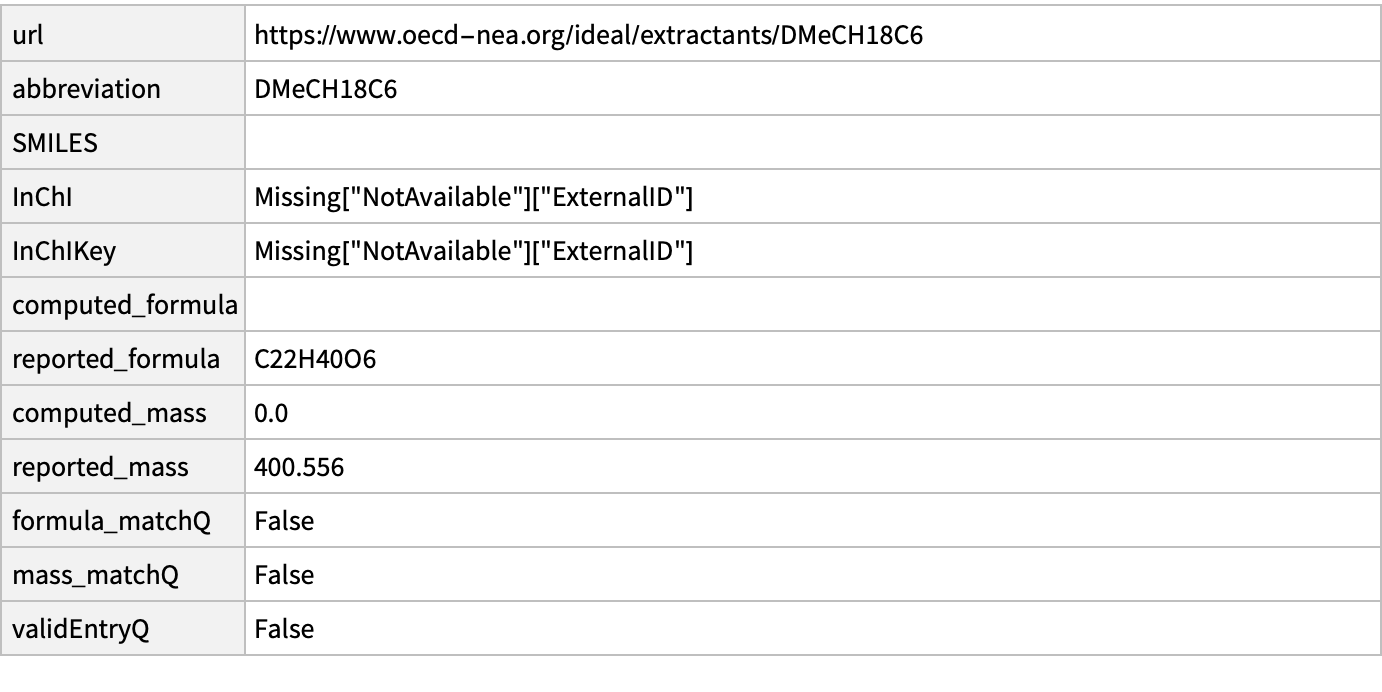 url https://www.oecd-nea.org/ideal/extractants/DMeCH18C6
abbreviation DMeCH18C6
SMILES
InChI Missing["NotAvailable"]["ExternalID"]
InChIKey Missing["NotAvailable"]["ExternalID"]
computed_formula
reported_formula C22H40O6
computed_mass 0.0
reported_mass 400.556
formula_matchQ False
mass_matchQ False
validEntryQ False